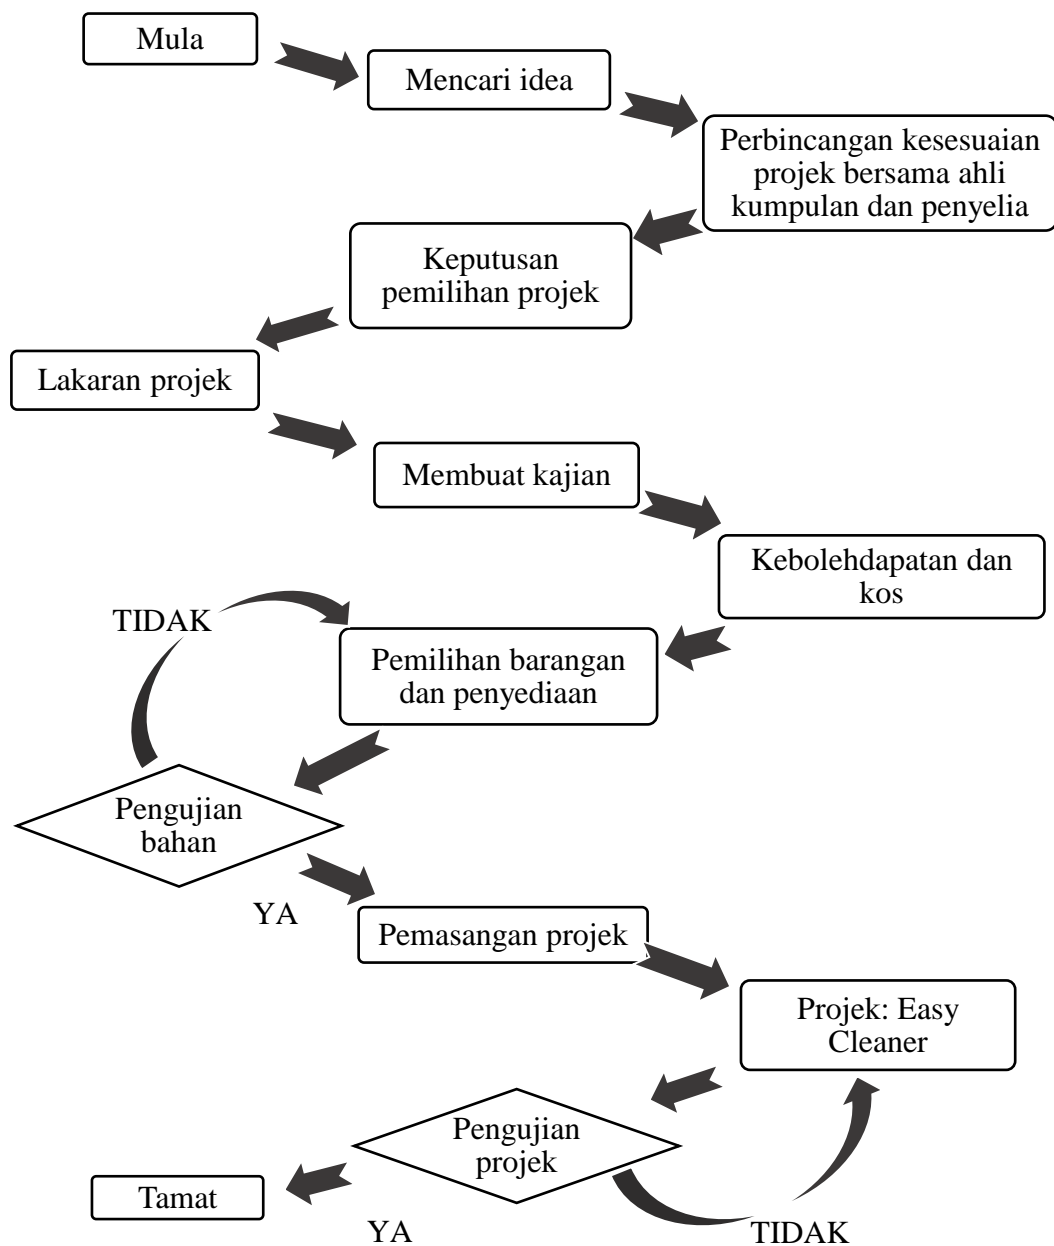 Mula
Mencari idea
Perbincangan kesesuaian
projek bersama ahli
kumpulan dan penyelia
Keputusan
pemilihan projek
Lakaran projek
Membuat kajian
Kebolehdapatan dan
kos
TIDAK
Pemilihan barangan
dan penyediaan
Pengujian
bahan
YA
Pemasangan projek
Projek: Easy
Cleaner
Pengujian
projek
Tamat
YA
TIDAK